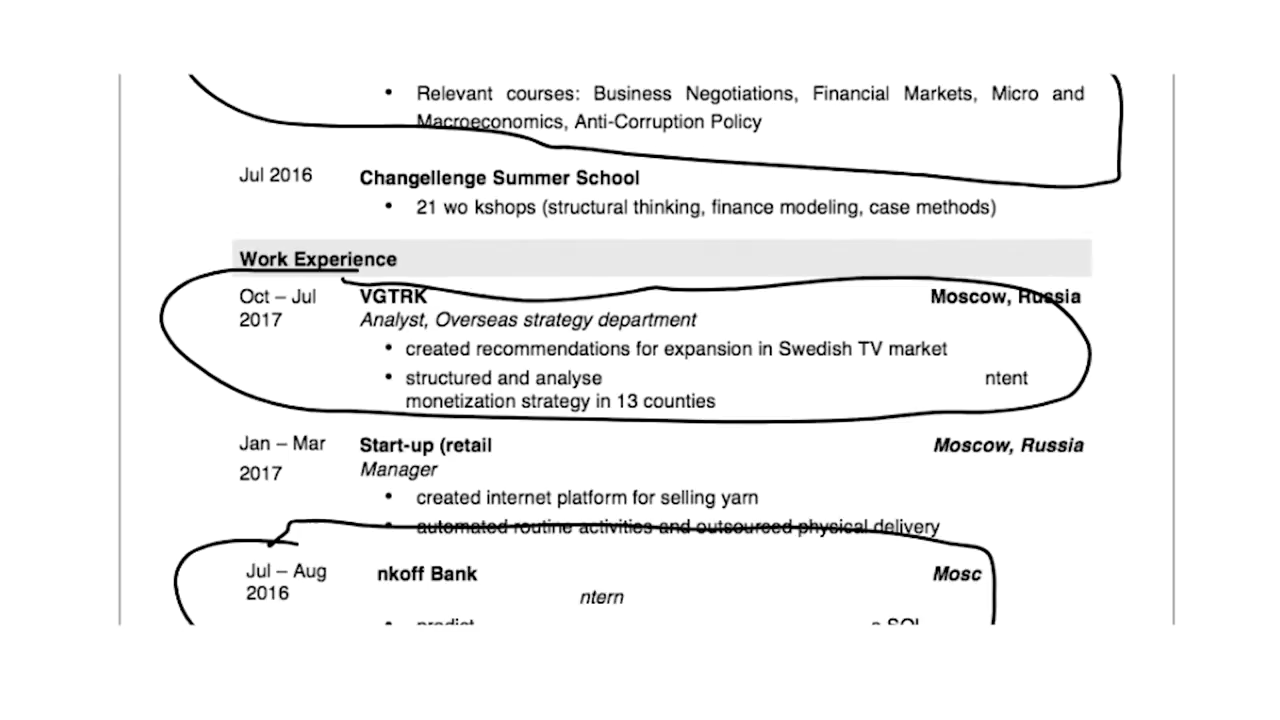 • Relevant courses: Business Negotiations, Financial Markets, Micro and
Macroeconomics, Anti-Corruption Policy
Jul 2016 Changellenge Summer School
• 21 wo kshops (structural thinking, finance modeling, case methods)
Work Experience
Oct – Jul VGTRK Moscow, Russia
2017 Analyst, Overseas strategy department
• created recommendations for expansion in Swedish TV market
• structured and analyse ntent
monetization strategy in 13 counties
Jan – Mar Start-up (retail Moscow, Russia
2017 Manager
• created internet platform for selling yarn
• automated routine activities and outsourced physical delivery
Jul – Aug nkoff Bank Mosc
2016 ntern